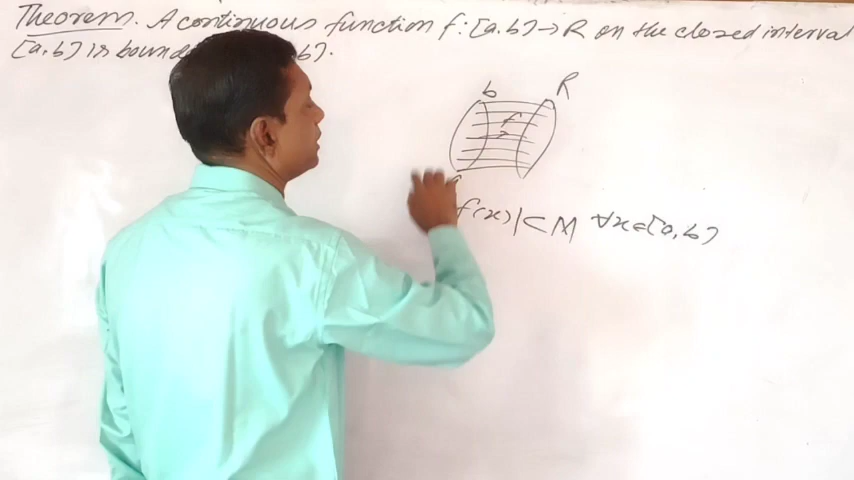 Theorem. A continuous function f: [a,b] → R on the closed interval
[a,b] is bound b].
b R
f
f(x)| < M ∀x∈[a,b]